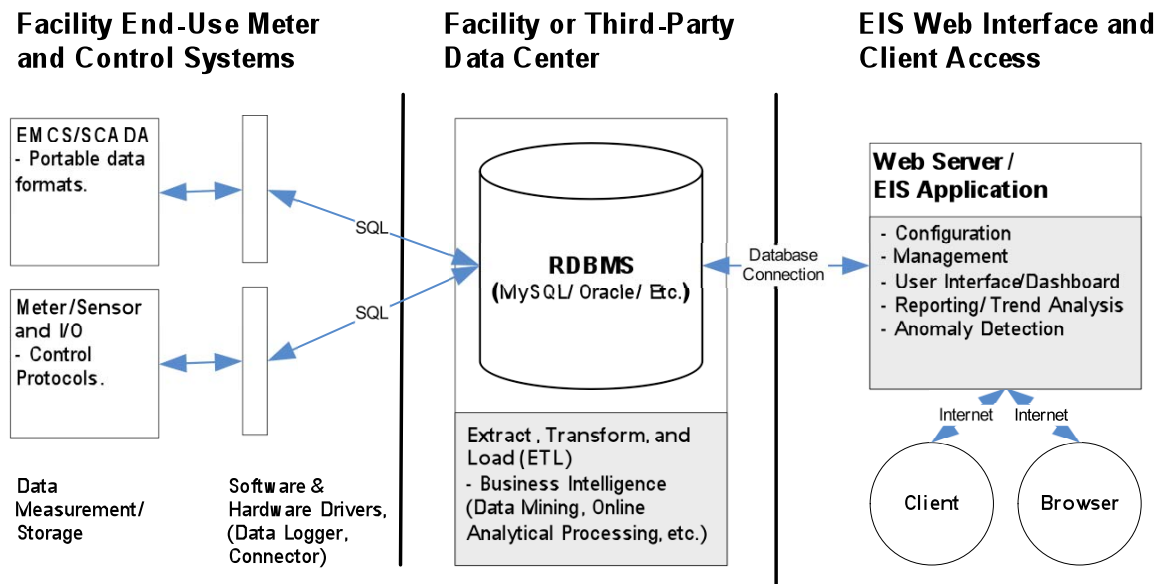 Facility End-Use Meter
and Control Systems
Facility or Third-Party
Data Center
EIS Web Interface and
Client Access
EMCS/SCADA
- Portable data
formats.
Meter/Sensor
and I/O
- Control
Protocols.
Data
Measurement/
Storage
Software &
Hardware Drivers,
(Data Logger,
Connector)
SQL
SQL
RDBMS
(MySQL/ Oracle/ Etc.)
Extract, Transform, and
Load (ETL)
- Business Intelligence
(Data Mining, Online
Analytical Processing, etc.)
Database
Connection
Web Server /
EIS Application
- Configuration
- Management
- User Interface/Dashboard
- Reporting/ Trend Analysis
- Anomaly Detection
Internet
Internet
Client
Browser